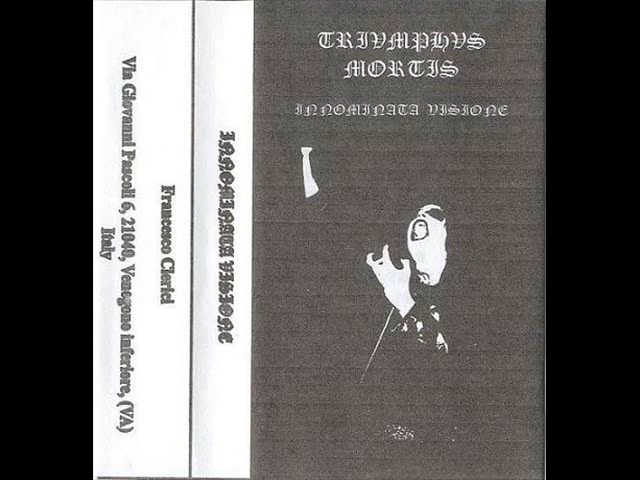 TRIVMPHVS
MORTIS
INNOMINATA VISIONE
INNOMINATA VISIONE
Francesco Clerici
Via Giovanni Pascoli 6, 21040, Venegono inferiore, (VA)
Italy